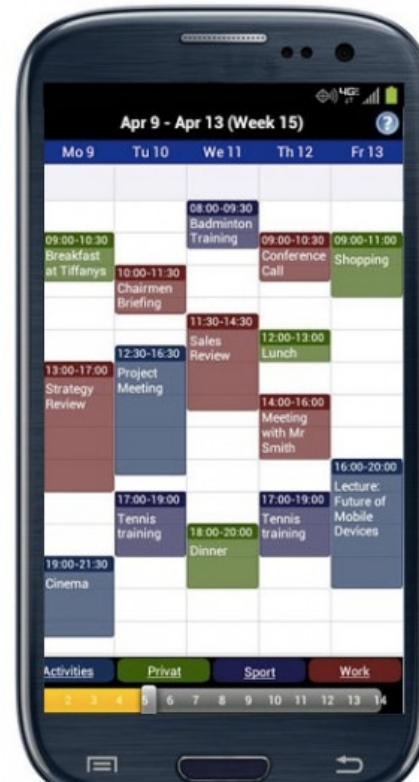 4GE
Apr 9 - Apr 13 (Week 15)
?
Mo 9
Tu 10
We 11
Th 12
Fr 13
09:00-10:30
Breakfast
at Tiffanys
13:00-17:00
Strategy
Review
19:00-21:30
Cinema
10:00-11:30
Chairmen
Briefing
12:30-16:30
Project
Meeting
17:00-19:00
Tennis
training
08:00-09:30
Badminton
Training
11:30-14:30
Sales
Review
18:00-20:00
Dinner
09:00-10:30
Conference
Call
12:00-13:00
Lunch
14:00-16:00
Meeting
with Mr
Smith
17:00-19:00
Tennis
training
09:00-11:00
Shopping
16:00-20:00
Lecture:
Future of
Mobile
Devices
Activities
Privat
Sport
Work
2 3 4 5 6 7 8 9 10 11 12 13 14